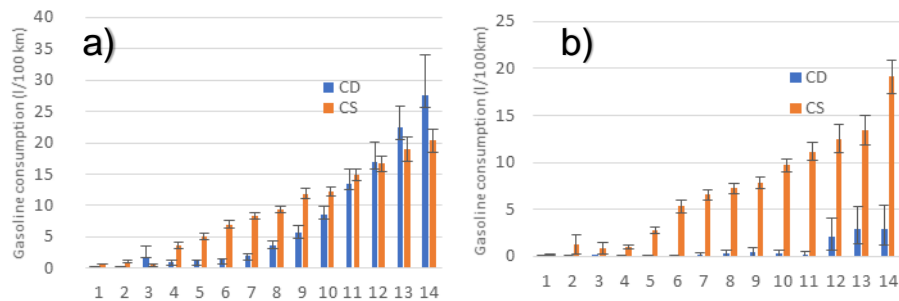 a)
Gasoline consumption (l/100 km)
40
35
30
25
20
15
10
5
0
CD
CS
1 2 3 4 5 6 7 8 9 10 11 12 13 14
b)
Gasoline consumption (l/100km)
25
20
15
10
5
0
CD
CS
1 2 3 4 5 6 7 8 9 10 11 12 13 14